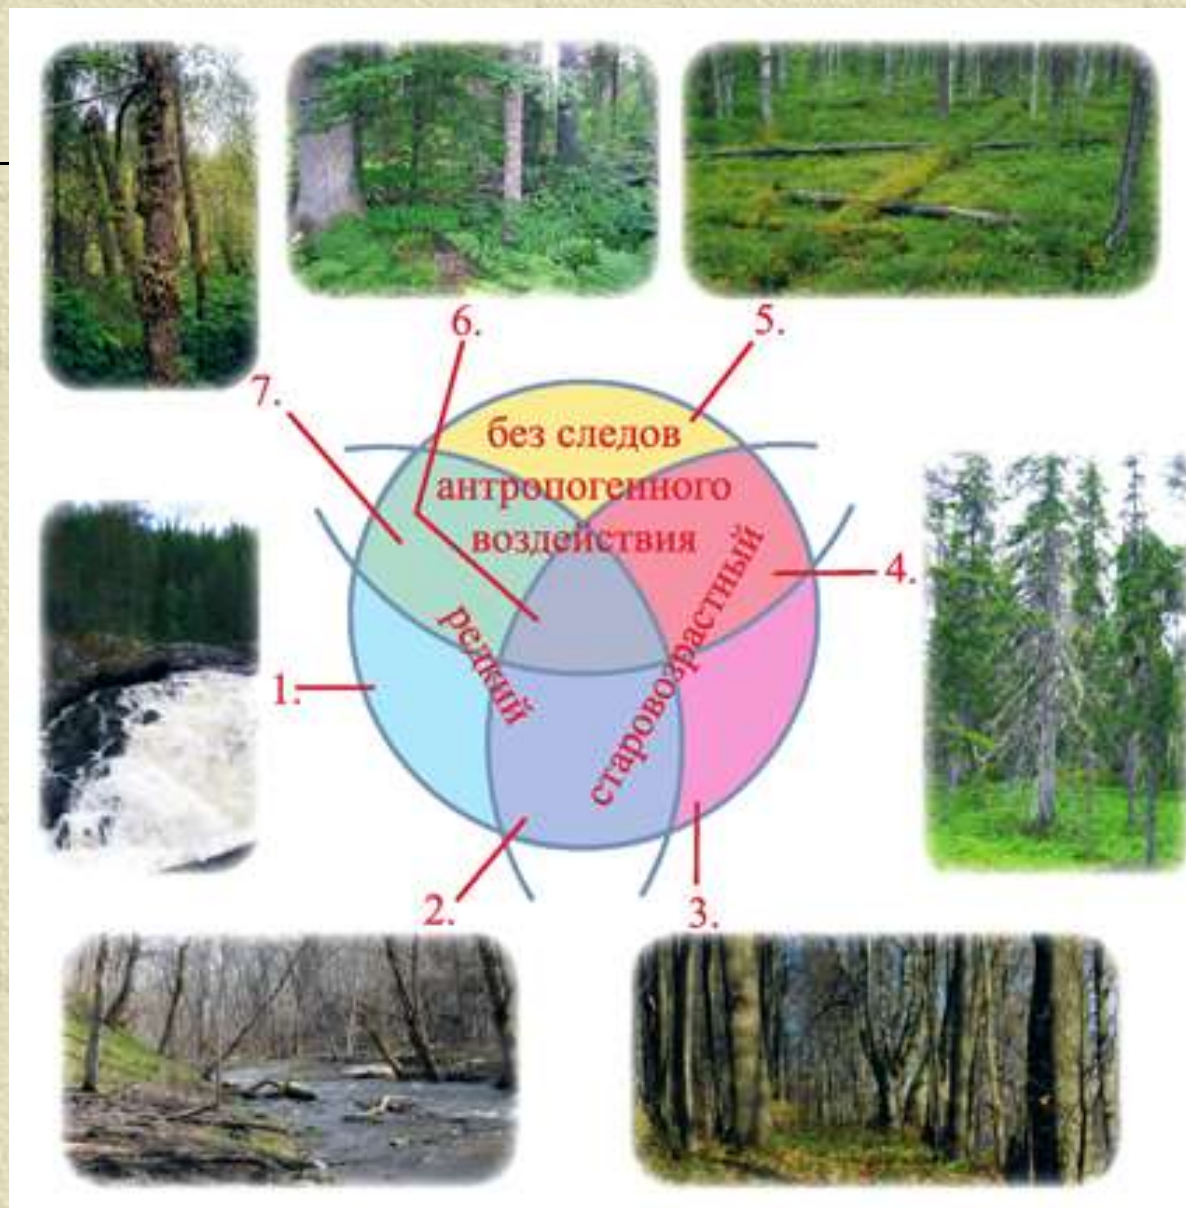 6.
5.
7.
без следов
антропогенного
воздействия
4.
редкий
старовозрастный
1.
2.
3.